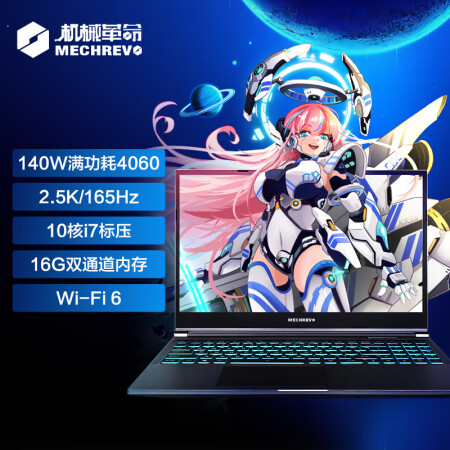 机械革命
MECHREVO
140W满功耗4060
2.5K/165Hz
10核i7标压
16G双通道内存
Wi-Fi 6
MECHREVO